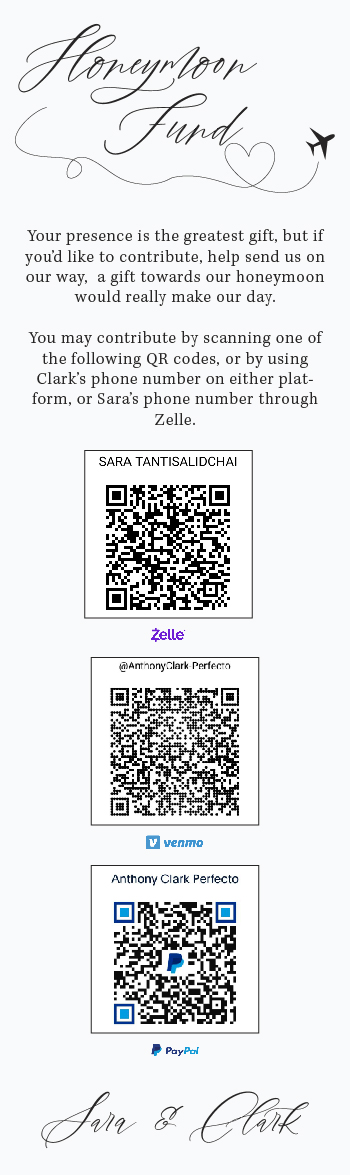 Honeymoon
Fund
Your presence is the greatest gift, but if
you'd like to contribute, help send us on
our way,  a gift towards our honeymoon
would really make our day.
You may contribute by scanning one of
the following QR codes, or by using
Clark's phone number on either plat-
form, or Sara's phone number through
Zelle.
SARA TANTISALIDCHAI
Zelle
@AnthonyClark-Perfecto
venmo
Anthony Clark Perfecto
PayPal
Sara & Clark